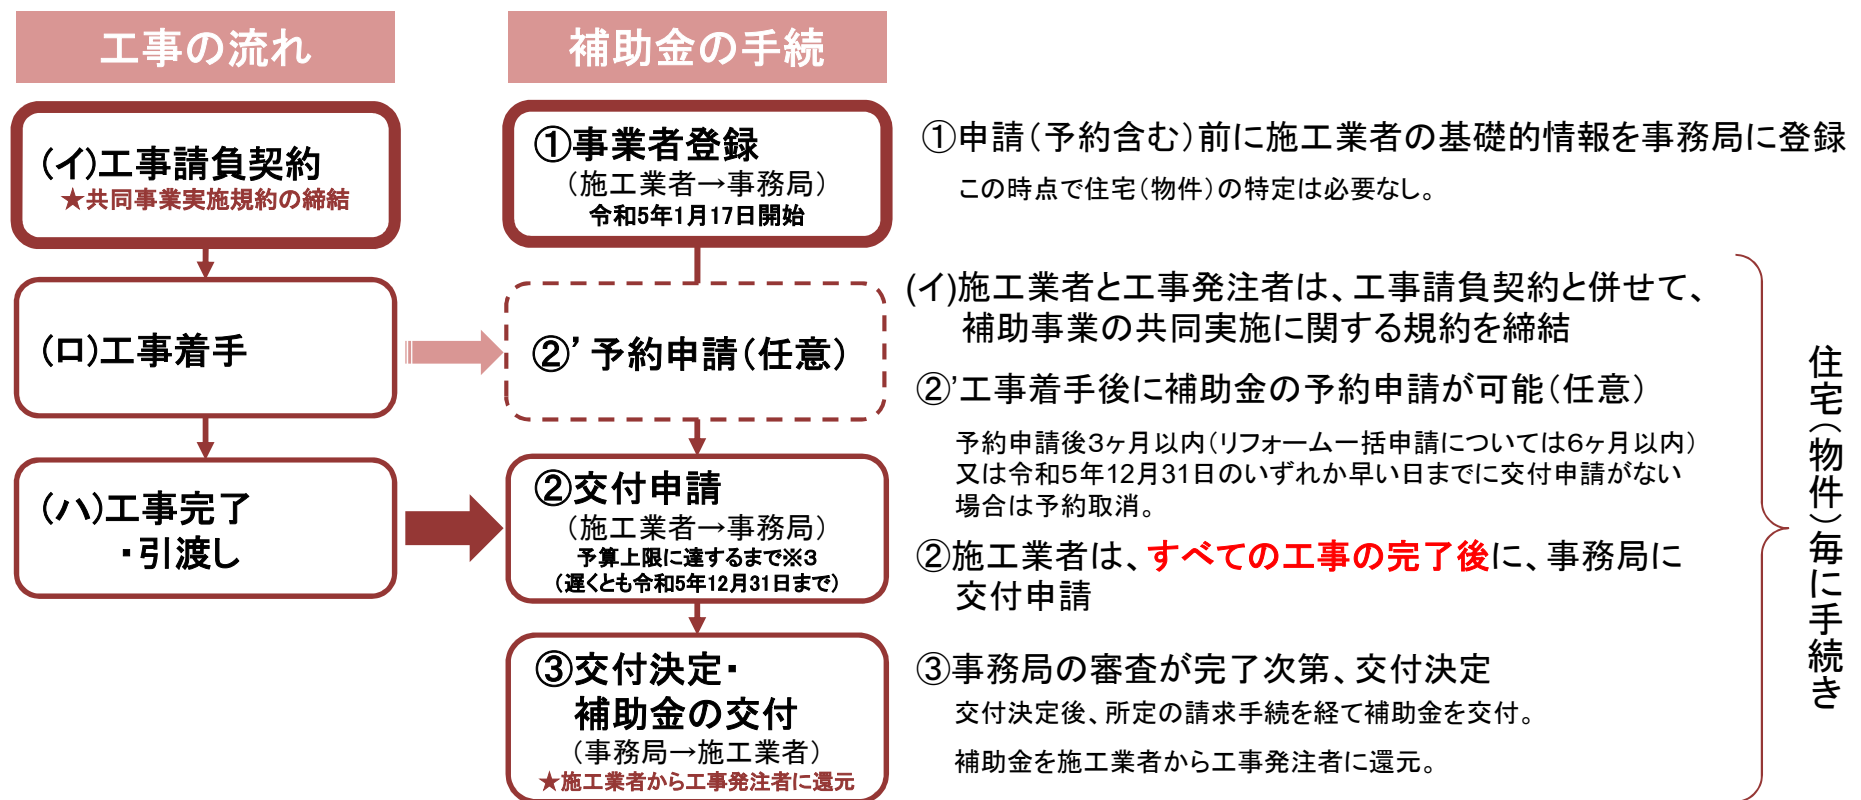 工事の流れ
補助金の手続
(イ)工事請負契約
★共同事業実施規約の締結
(ロ)工事着手
(ハ)工事完了
・引渡し
①事業者登録
(施工業者→事務局)
令和5年1月17日開始
②’予約申請(任意)
②交付申請
(施工業者→事務局)
予算上限に達するまで※3
(遅くとも令和5年12月31日まで)
③交付決定・
補助金の交付
(事務局→施工業者)
★施工業者から工事発注者に還元
①申請(予約含む)前に施工業者の基礎的情報を事務局に登録
この時点で住宅(物件)の特定は必要なし。
(イ)施工業者と工事発注者は、工事請負契約と併せて、
補助事業の共同実施に関する規約を締結
②’工事着手後に補助金の予約申請が可能(任意)
予約申請後3ヶ月以内(リフォーム一括申請については6ヶ月以内)
又は令和5年12月31日のいずれか早い日までに交付申請がない
場合は予約取消。
②施工業者は、すべての工事の完了後に、事務局に
交付申請
③事務局の審査が完了次第、交付決定
交付決定後、所定の請求手続を経て補助金を交付。
補助金を施工業者から工事発注者に還元。
住宅(物件)毎に手続き